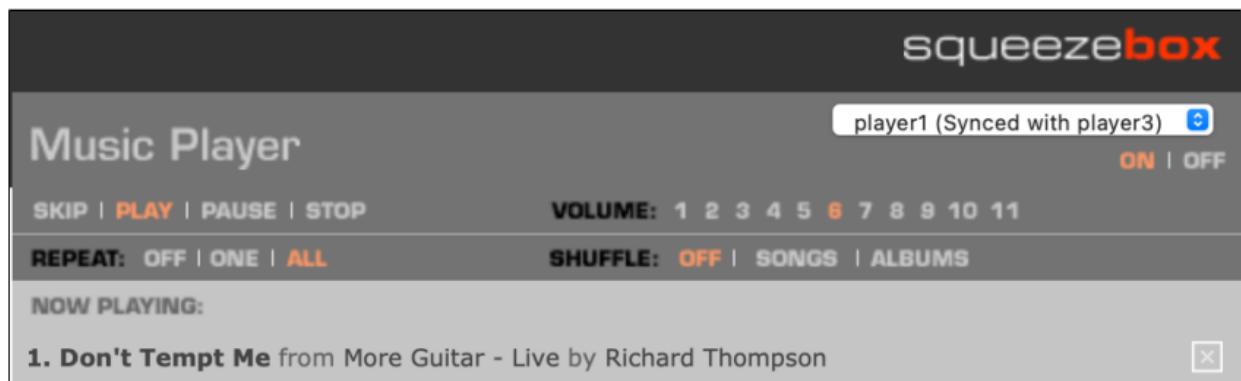 squeezebox
Music Player
player1 (Synced with player3)
ON | OFF
SKIP | PLAY | PAUSE | STOP
VOLUME: 1 2 3 4 5 6 7 8 9 10 11
REPEAT: OFF | ONE | ALL
SHUFFLE: OFF | SONGS | ALBUMS
NOW PLAYING:
1. Don't Tempt Me from More Guitar - Live by Richard Thompson